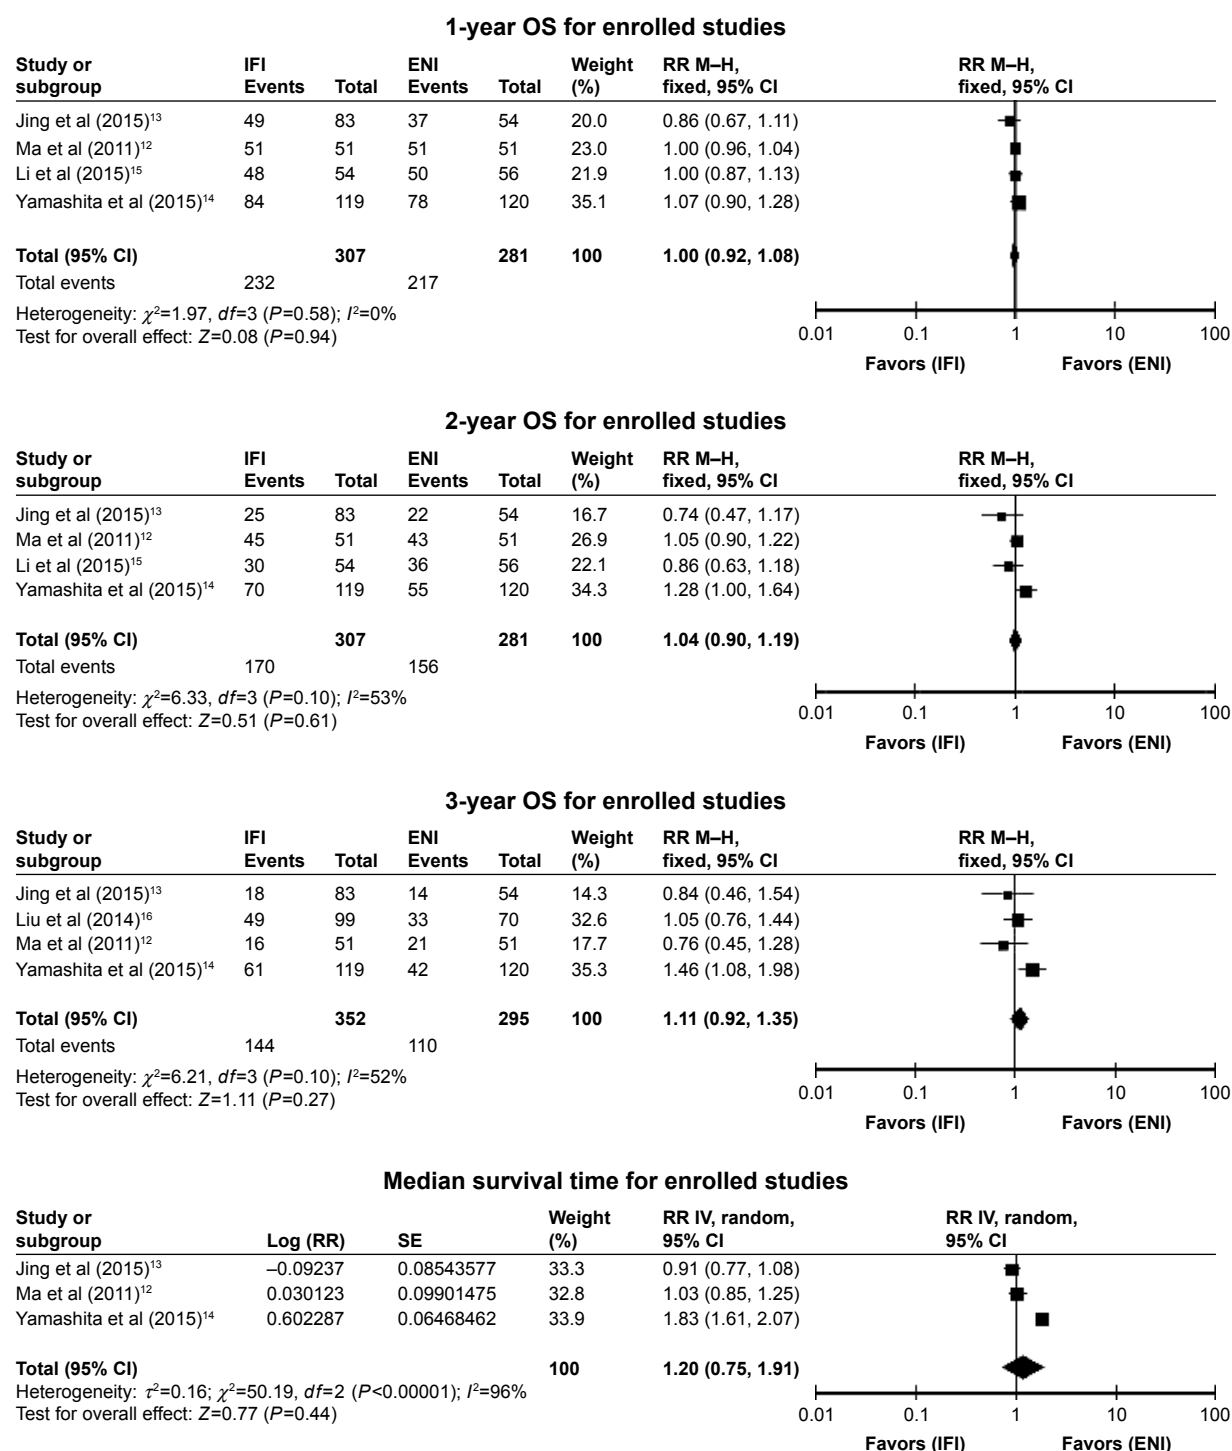 1-year OS for enrolled studies
Study or IFI ENI Weight RR M–H, RR M–H,
subgroup Events Total Events Total (%) fixed, 95% CI fixed, 95% CI
Jing et al (2015)¹³ 49 83 37 54 20.0 0.86 (0.67, 1.11)
Ma et al (2011)¹² 51 51 51 51 23.0 1.00 (0.96, 1.04)
Li et al (2015)¹⁵ 48 54 50 56 21.9 1.00 (0.87, 1.13)
Yamashita et al (2015)¹⁴ 84 119 78 120 35.1 1.07 (0.90, 1.28)
Total (95% CI) 307 281 100 1.00 (0.92, 1.08)
Total events 232 217
Heterogeneity: χ²=1.97, df=3 (P=0.58); I²=0%
Test for overall effect: Z=0.08 (P=0.94)
0.01 0.1 1 10 100
Favors (IFI) Favors (ENI)
2-year OS for enrolled studies
Study or IFI ENI Weight RR M–H, RR M–H,
subgroup Events Total Events Total (%) fixed, 95% CI fixed, 95% CI
Jing et al (2015)¹³ 25 83 22 54 16.7 0.74 (0.47, 1.17)
Ma et al (2011)¹² 45 51 43 51 26.9 1.05 (0.90, 1.22)
Li et al (2015)¹⁵ 30 54 36 56 22.1 0.86 (0.63, 1.18)
Yamashita et al (2015)¹⁴ 70 119 55 120 34.3 1.28 (1.00, 1.64)
Total (95% CI) 307 281 100 1.04 (0.90, 1.19)
Total events 170 156
Heterogeneity: χ²=6.33, df=3 (P=0.10); I²=53%
Test for overall effect: Z=0.51 (P=0.61)
0.01 0.1 1 10 100
Favors (IFI) Favors (ENI)
3-year OS for enrolled studies
Study or IFI ENI Weight RR M–H, RR M–H,
subgroup Events Total Events Total (%) fixed, 95% CI fixed, 95% CI
Jing et al (2015)¹³ 18 83 14 54 14.3 0.84 (0.46, 1.54)
Liu et al (2014)¹⁶ 49 99 33 70 32.6 1.05 (0.76, 1.44)
Ma et al (2011)¹² 16 51 21 51 17.7 0.76 (0.45, 1.28)
Yamashita et al (2015)¹⁴ 61 119 42 120 35.3 1.46 (1.08, 1.98)
Total (95% CI) 352 295 100 1.11 (0.92, 1.35)
Total events 144 110
Heterogeneity: χ²=6.21, df=3 (P=0.10); I²=52%
Test for overall effect: Z=1.11 (P=0.27)
0.01 0.1 1 10 100
Favors (IFI) Favors (ENI)
Median survival time for enrolled studies
Study or Weight RR IV, random, RR IV, random,
subgroup Log (RR) SE (%) 95% CI 95% CI
Jing et al (2015)¹³ –0.09237 0.08543577 33.3 0.91 (0.77, 1.08)
Ma et al (2011)¹² 0.030123 0.09901475 32.8 1.03 (0.85, 1.25)
Yamashita et al (2015)¹⁴ 0.602287 0.06468462 33.9 1.83 (1.61, 2.07)
Total (95% CI) 100 1.20 (0.75, 1.91)
Heterogeneity: τ²=0.16; χ²=50.19, df=2 (P<0.00001); I²=96%
Test for overall effect: Z=0.77 (P=0.44)
0.01 0.1 1 10 100
Favors (IFI) Favors (ENI)